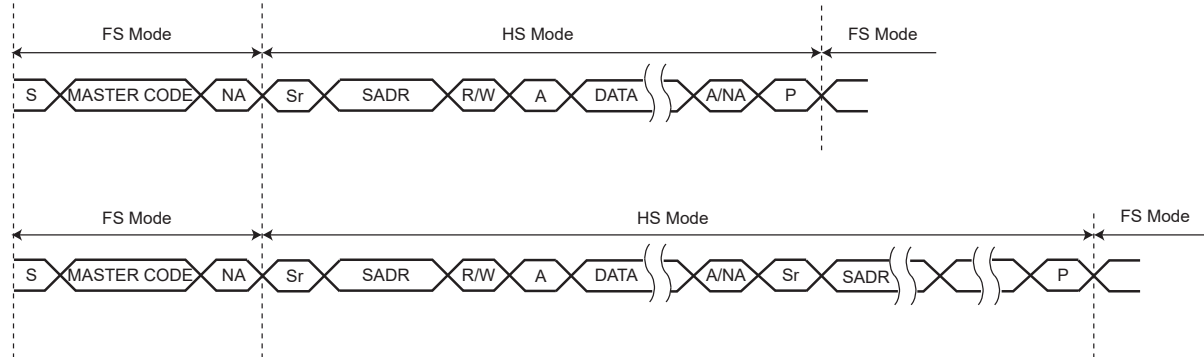 FS Mode HS Mode FS Mode
S MASTER CODE NA Sr SADR R/W A DATA A/NA P
FS Mode HS Mode FS Mode
S MASTER CODE NA Sr SADR R/W A DATA A/NA Sr SADR P